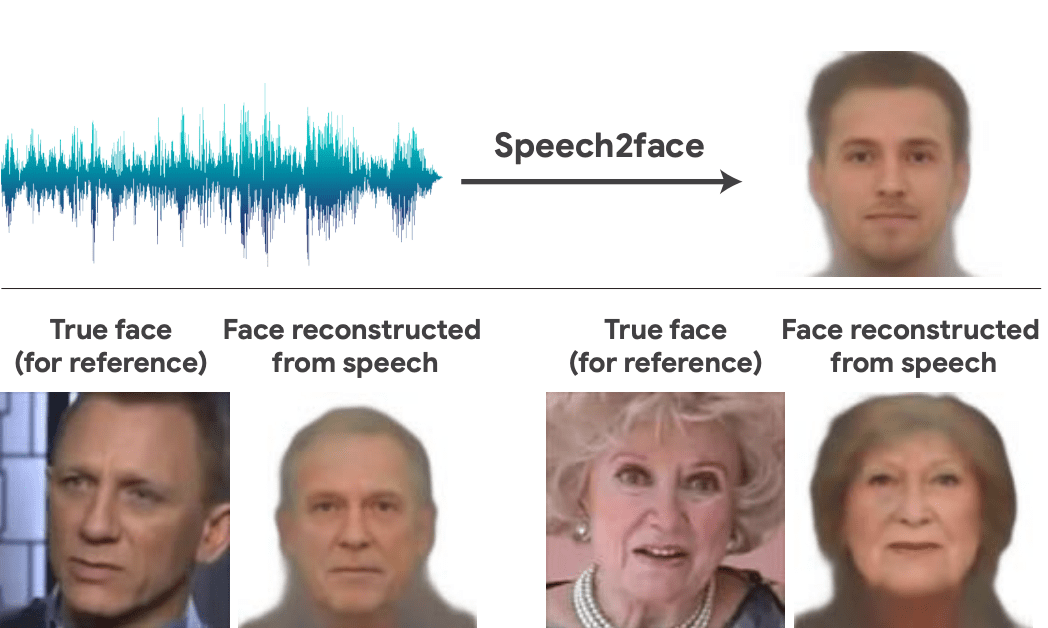 Speech2face
True face
(for reference)
Face reconstructed
from speech
True face
(for reference)
Face reconstructed
from speech